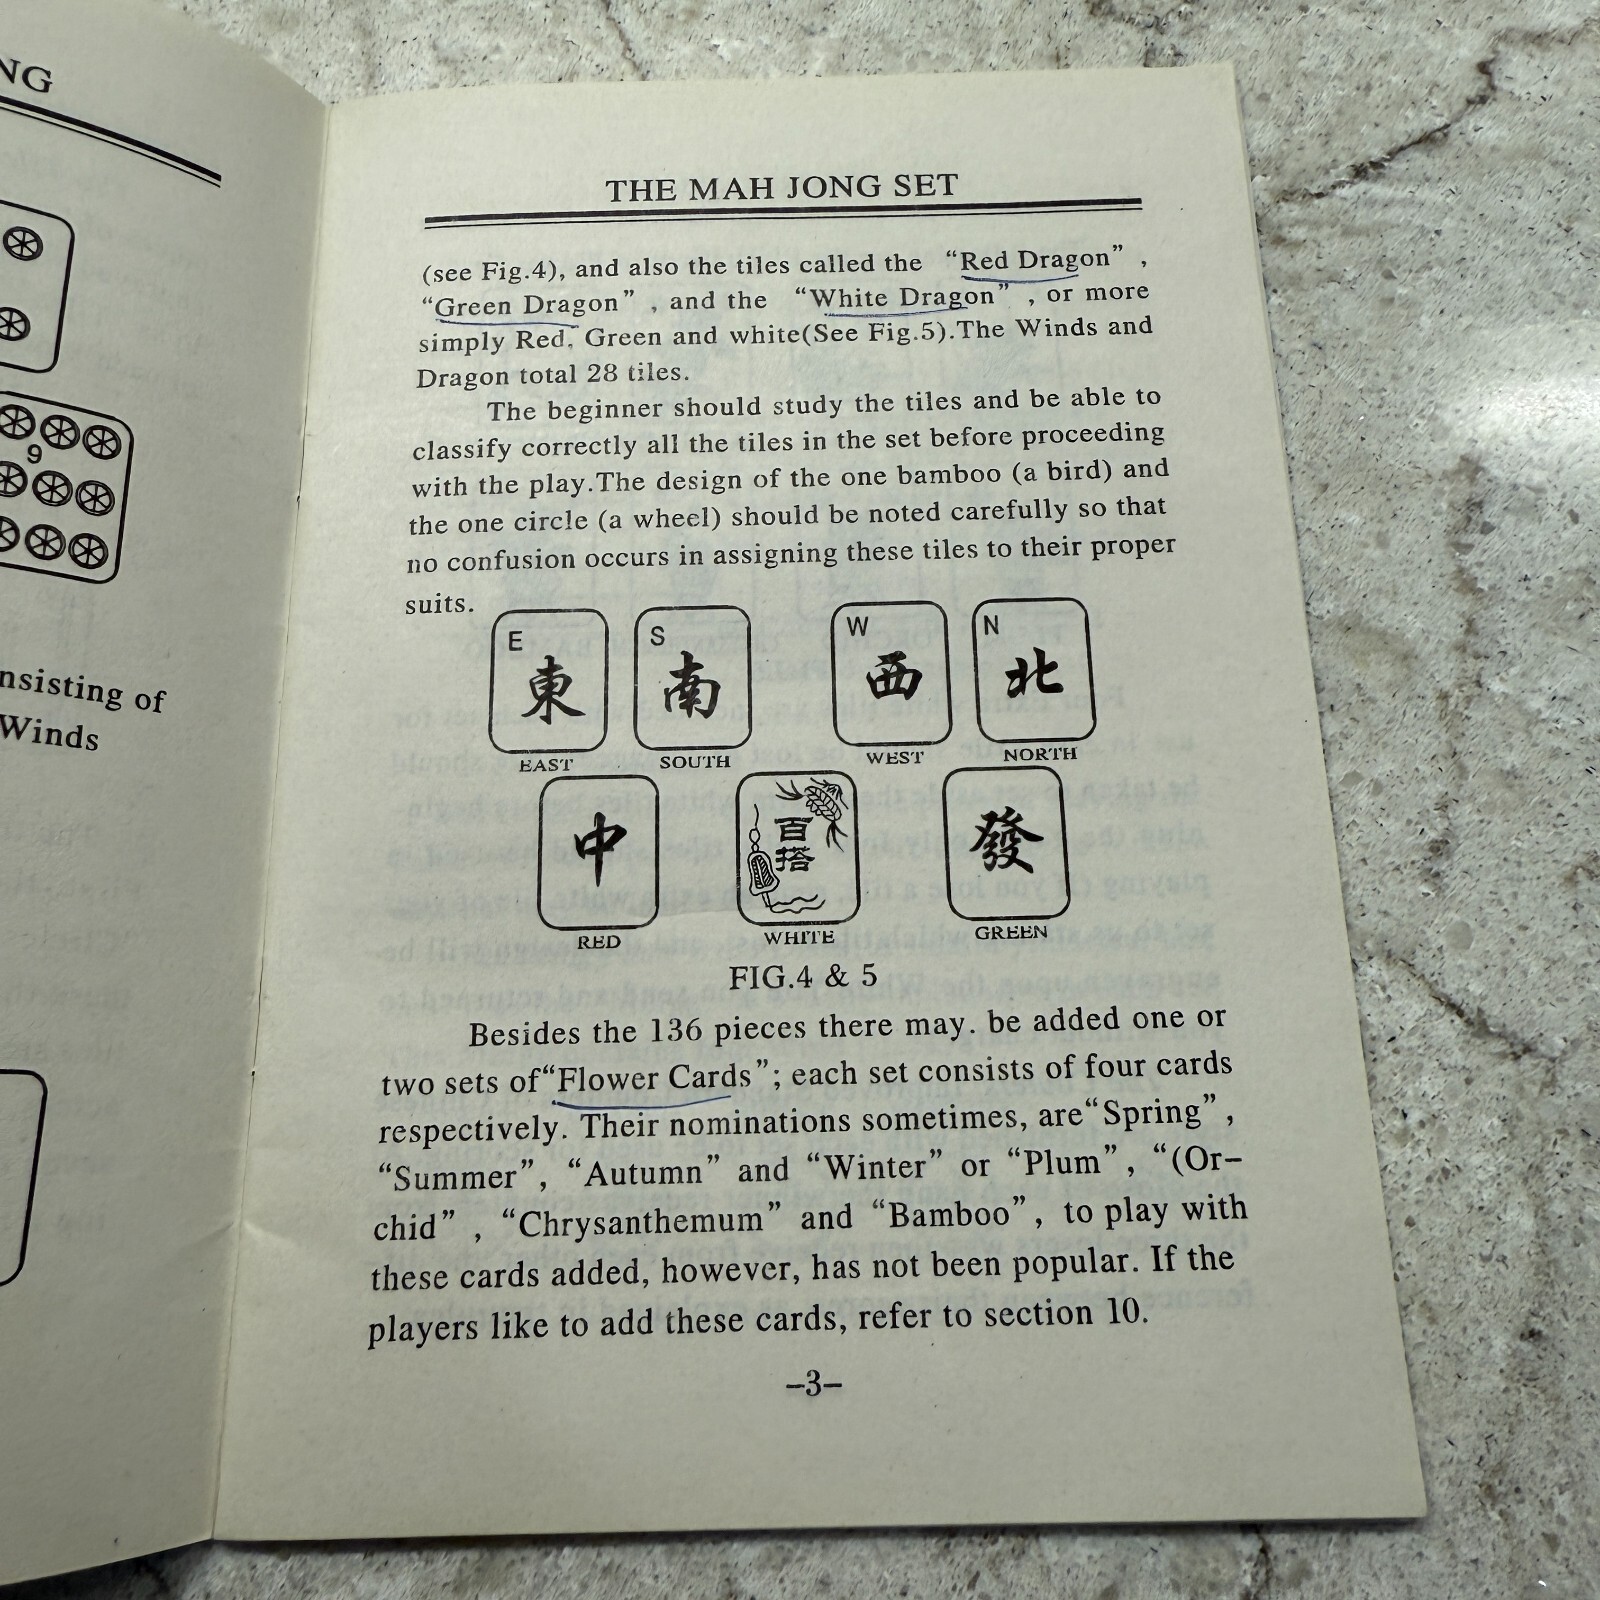 NG
9
nsisting of
Winds
THE MAH JONG SET
(see Fig.4), and also the tiles called the “Red Dragon” ,
“Green Dragon” , and the “White Dragon” , or more
simply Red. Green and white(See Fig.5).The Winds and
Dragon total 28 tiles.
The beginner should study the tiles and be able to
classify correctly all the tiles in the set before proceeding
with the play.The design of the one bamboo (a bird) and
the one circle (a wheel) should be noted carefully so that
no confusion occurs in assigning these tiles to their proper
suits.
E S W N
東 南 西 北
EAST SOUTH WEST NORTH
中 百搭 發
RED WHITE GREEN
FIG.4 & 5
Besides the 136 pieces there may. be added one or
two sets of“Flower Cards”; each set consists of four cards
respectively. Their nominations sometimes, are“Spring” ,
“Summer”, “Autumn” and “Winter” or “Plum”, “(Or–
chid” , “Chrysanthemum” and “Bamboo”, to play with
these cards added, however, has not been popular. If the
players like to add these cards, refer to section 10.
–3–